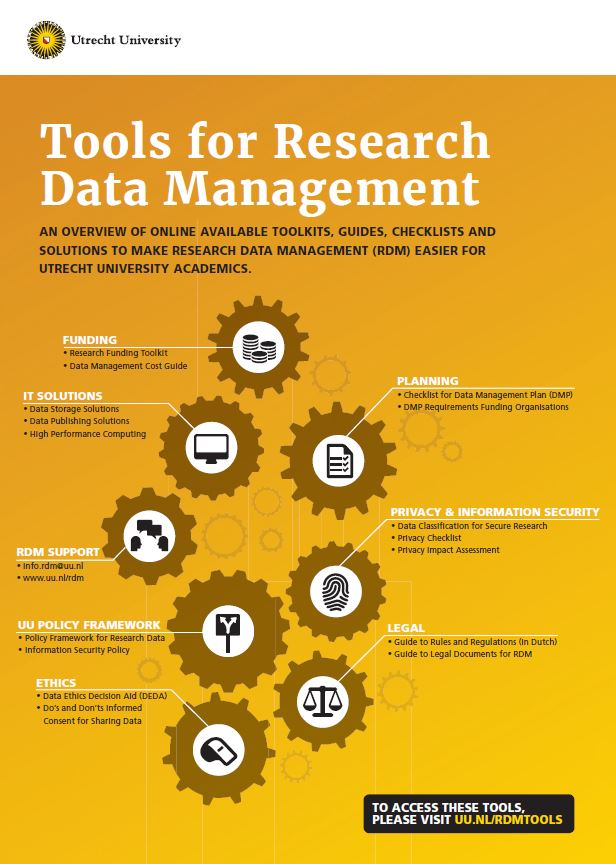 Utrecht University
Tools for Research
Data Management
AN OVERVIEW OF ONLINE AVAILABLE TOOLKITS, GUIDES, CHECKLISTS AND
SOLUTIONS TO MAKE RESEARCH DATA MANAGEMENT (RDM) EASIER FOR
UTRECHT UNIVERSITY ACADEMICS.
FUNDING
• Research Funding Toolkit
• Data Management Cost Guide
PLANNING
• Checklist for Data Management Plan (DMP)
• DMP Requirements Funding Organisations
IT SOLUTIONS
• Data Storage Solutions
• Data Publishing Solutions
• High Performance Computing
PRIVACY & INFORMATION SECURITY
• Data Classification for Secure Research
• Privacy Checklist
• Privacy Impact Assessment
RDM SUPPORT
• info.rdm@uu.nl
• www.uu.nl/rdm
UU POLICY FRAMEWORK
• Policy Framework for Research Data
• Information Security Policy
LEGAL
• Guide to Rules and Regulations (in Dutch)
• Guide to Legal Documents for RDM
ETHICS
• Data Ethics Decision Aid (DEDA)
• Do's and Don'ts Informed
Consent for Sharing Data
TO ACCESS THESE TOOLS,
PLEASE VISIT UU.NL/RDMTOOLS